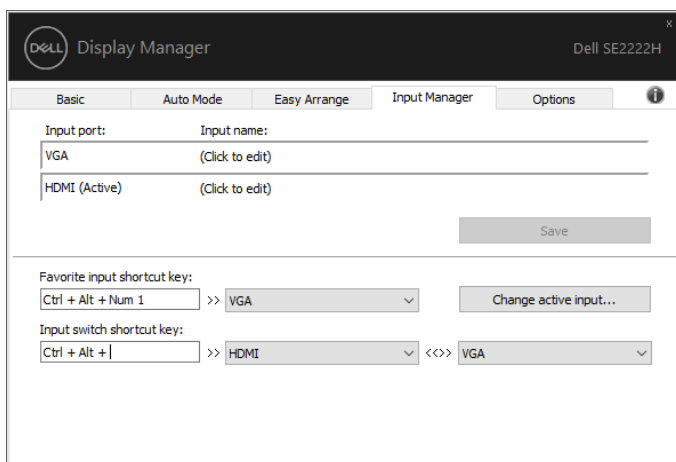 x
DELL Display Manager Dell SE2222H
Basic Auto Mode Easy Arrange Input Manager Options i
Input port: Input name:
VGA (Click to edit)
HDMI (Active) (Click to edit)
Save
Favorite input shortcut key:
Ctrl + Alt + Num 1 >> VGA Change active input...
Input switch shortcut key:
Ctrl + Alt + >> HDMI <<>> VGA